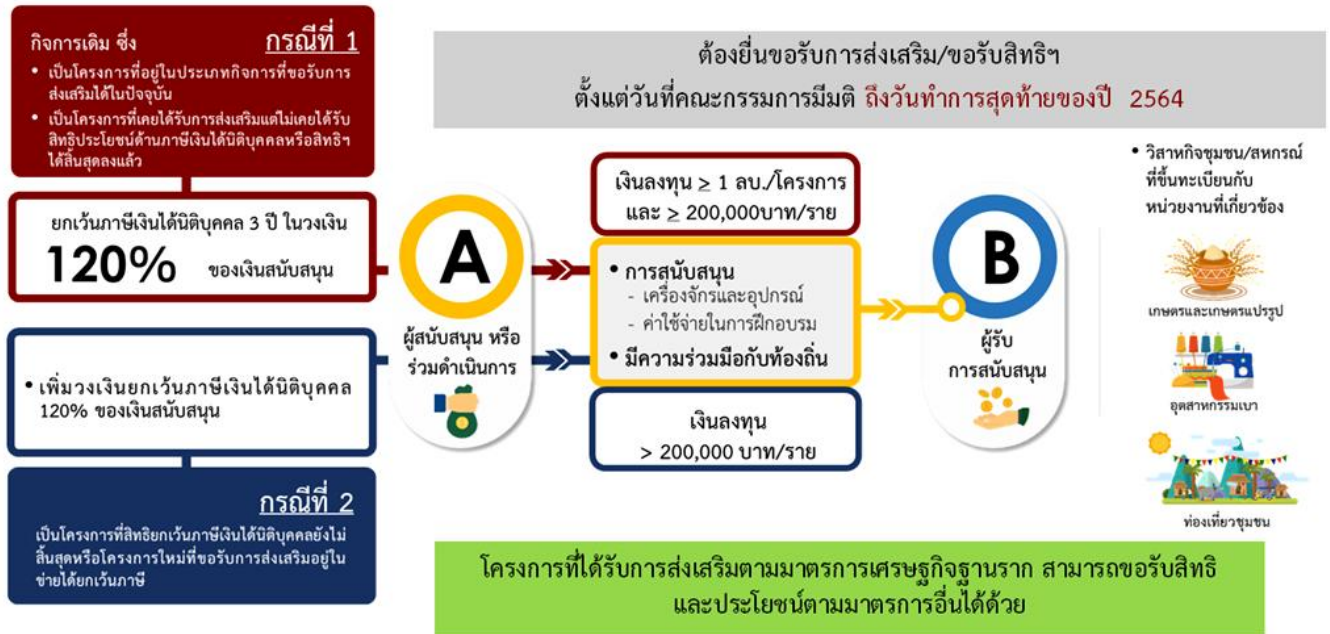 กิจการเดิม ซึ่ง
กรณีที่ 1
• เป็นโครงการที่อยู่ในประเภทกิจการที่ขอรับการ
ส่งเสริมได้ในปัจจุบัน
• เป็นโครงการที่เคยได้รับการส่งเสริมแต่ไม่เคยได้รับ
สิทธิประโยชน์ด้านภาษีเงินได้นิติบุคคลหรือสิทธิฯ
ได้สิ้นสุดลงแล้ว
ยกเว้นภาษีเงินได้นิติบุคคล 3 ปี ในวงเงิน
120% ของเงินสนับสนุน
• เพิ่มวงเงินยกเว้นภาษีเงินได้นิติบุคคล
120% ของเงินสนับสนุน
กรณีที่ 2
เป็นโครงการที่สิทธิยกเว้นภาษีเงินได้นิติบุคคลยังไม่
สิ้นสุดหรือโครงการใหม่ที่ขอรับการส่งเสริมอยู่ใน
ข่ายได้ยกเว้นภาษี
ต้องยื่นขอรับการส่งเสริม/ขอรับสิทธิฯ
ตั้งแต่วันที่คณะกรรมการมีมติ ถึงวันทำการสุดท้ายของปี 2564
A
ผู้สนับสนุน หรือ
ร่วมดำเนินการ
เงินลงทุน ≥ 1 ลบ./โครงการ
และ ≥ 200,000บาท/ราย
• การสนับสนุน
- เครื่องจักรและอุปกรณ์
- ค่าใช้จ่ายในการฝึกอบรม
• มีความร่วมมือกับท้องถิ่น
เงินลงทุน
> 200,000 บาท/ราย
B
ผู้รับ
การสนับสนุน
• วิสาหกิจชุมชน/สหกรณ์
ที่ขึ้นทะเบียนกับ
หน่วยงานที่เกี่ยวข้อง
เกษตรและเกษตรแปรรูป
อุตสาหกรรมเบา
ท่องเที่ยวชุมชน
โครงการที่ได้รับการส่งเสริมตามมาตรการเศรษฐกิจฐานราก สามารถขอรับสิทธิ
และประโยชน์ตามมาตรการอื่นได้ด้วย